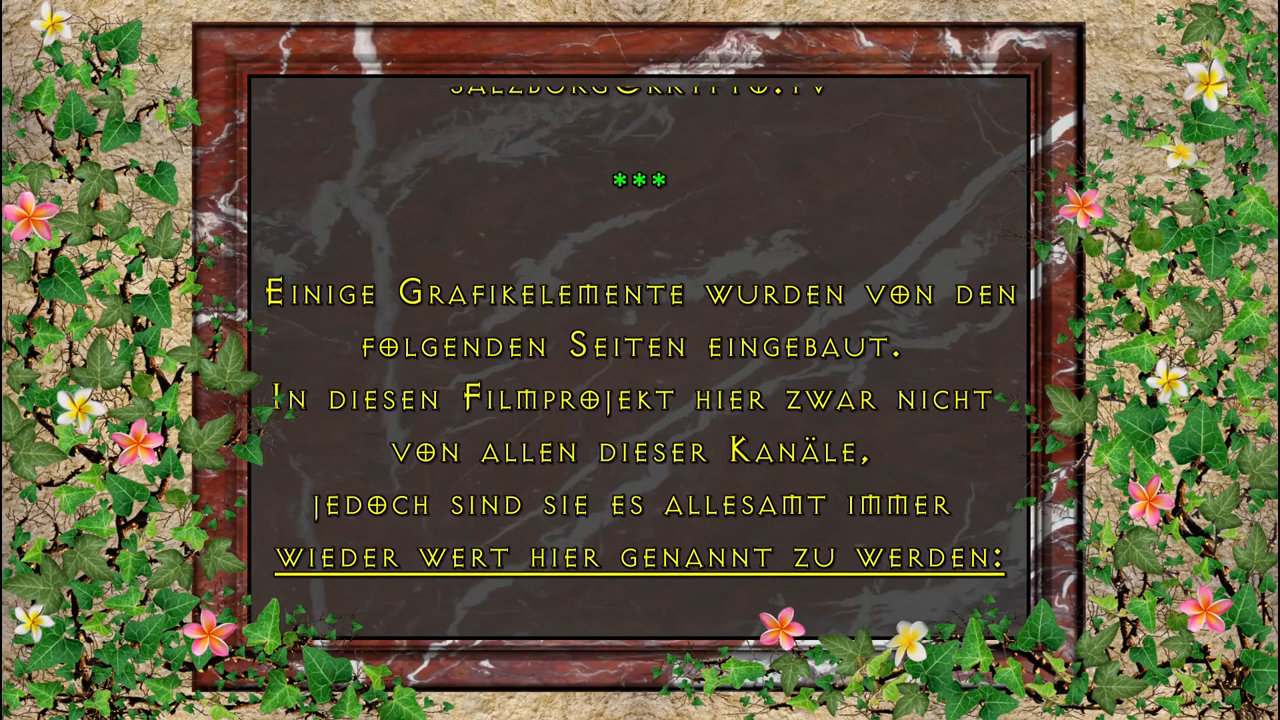 ***
Einige Grafikelemente wurden von den
folgenden Seiten eingebaut.
In diesen Filmprojekt hier zwar nicht
von allen dieser Kanäle,
jedoch sind sie es allesamt immer
wieder wert hier genannt zu werden: